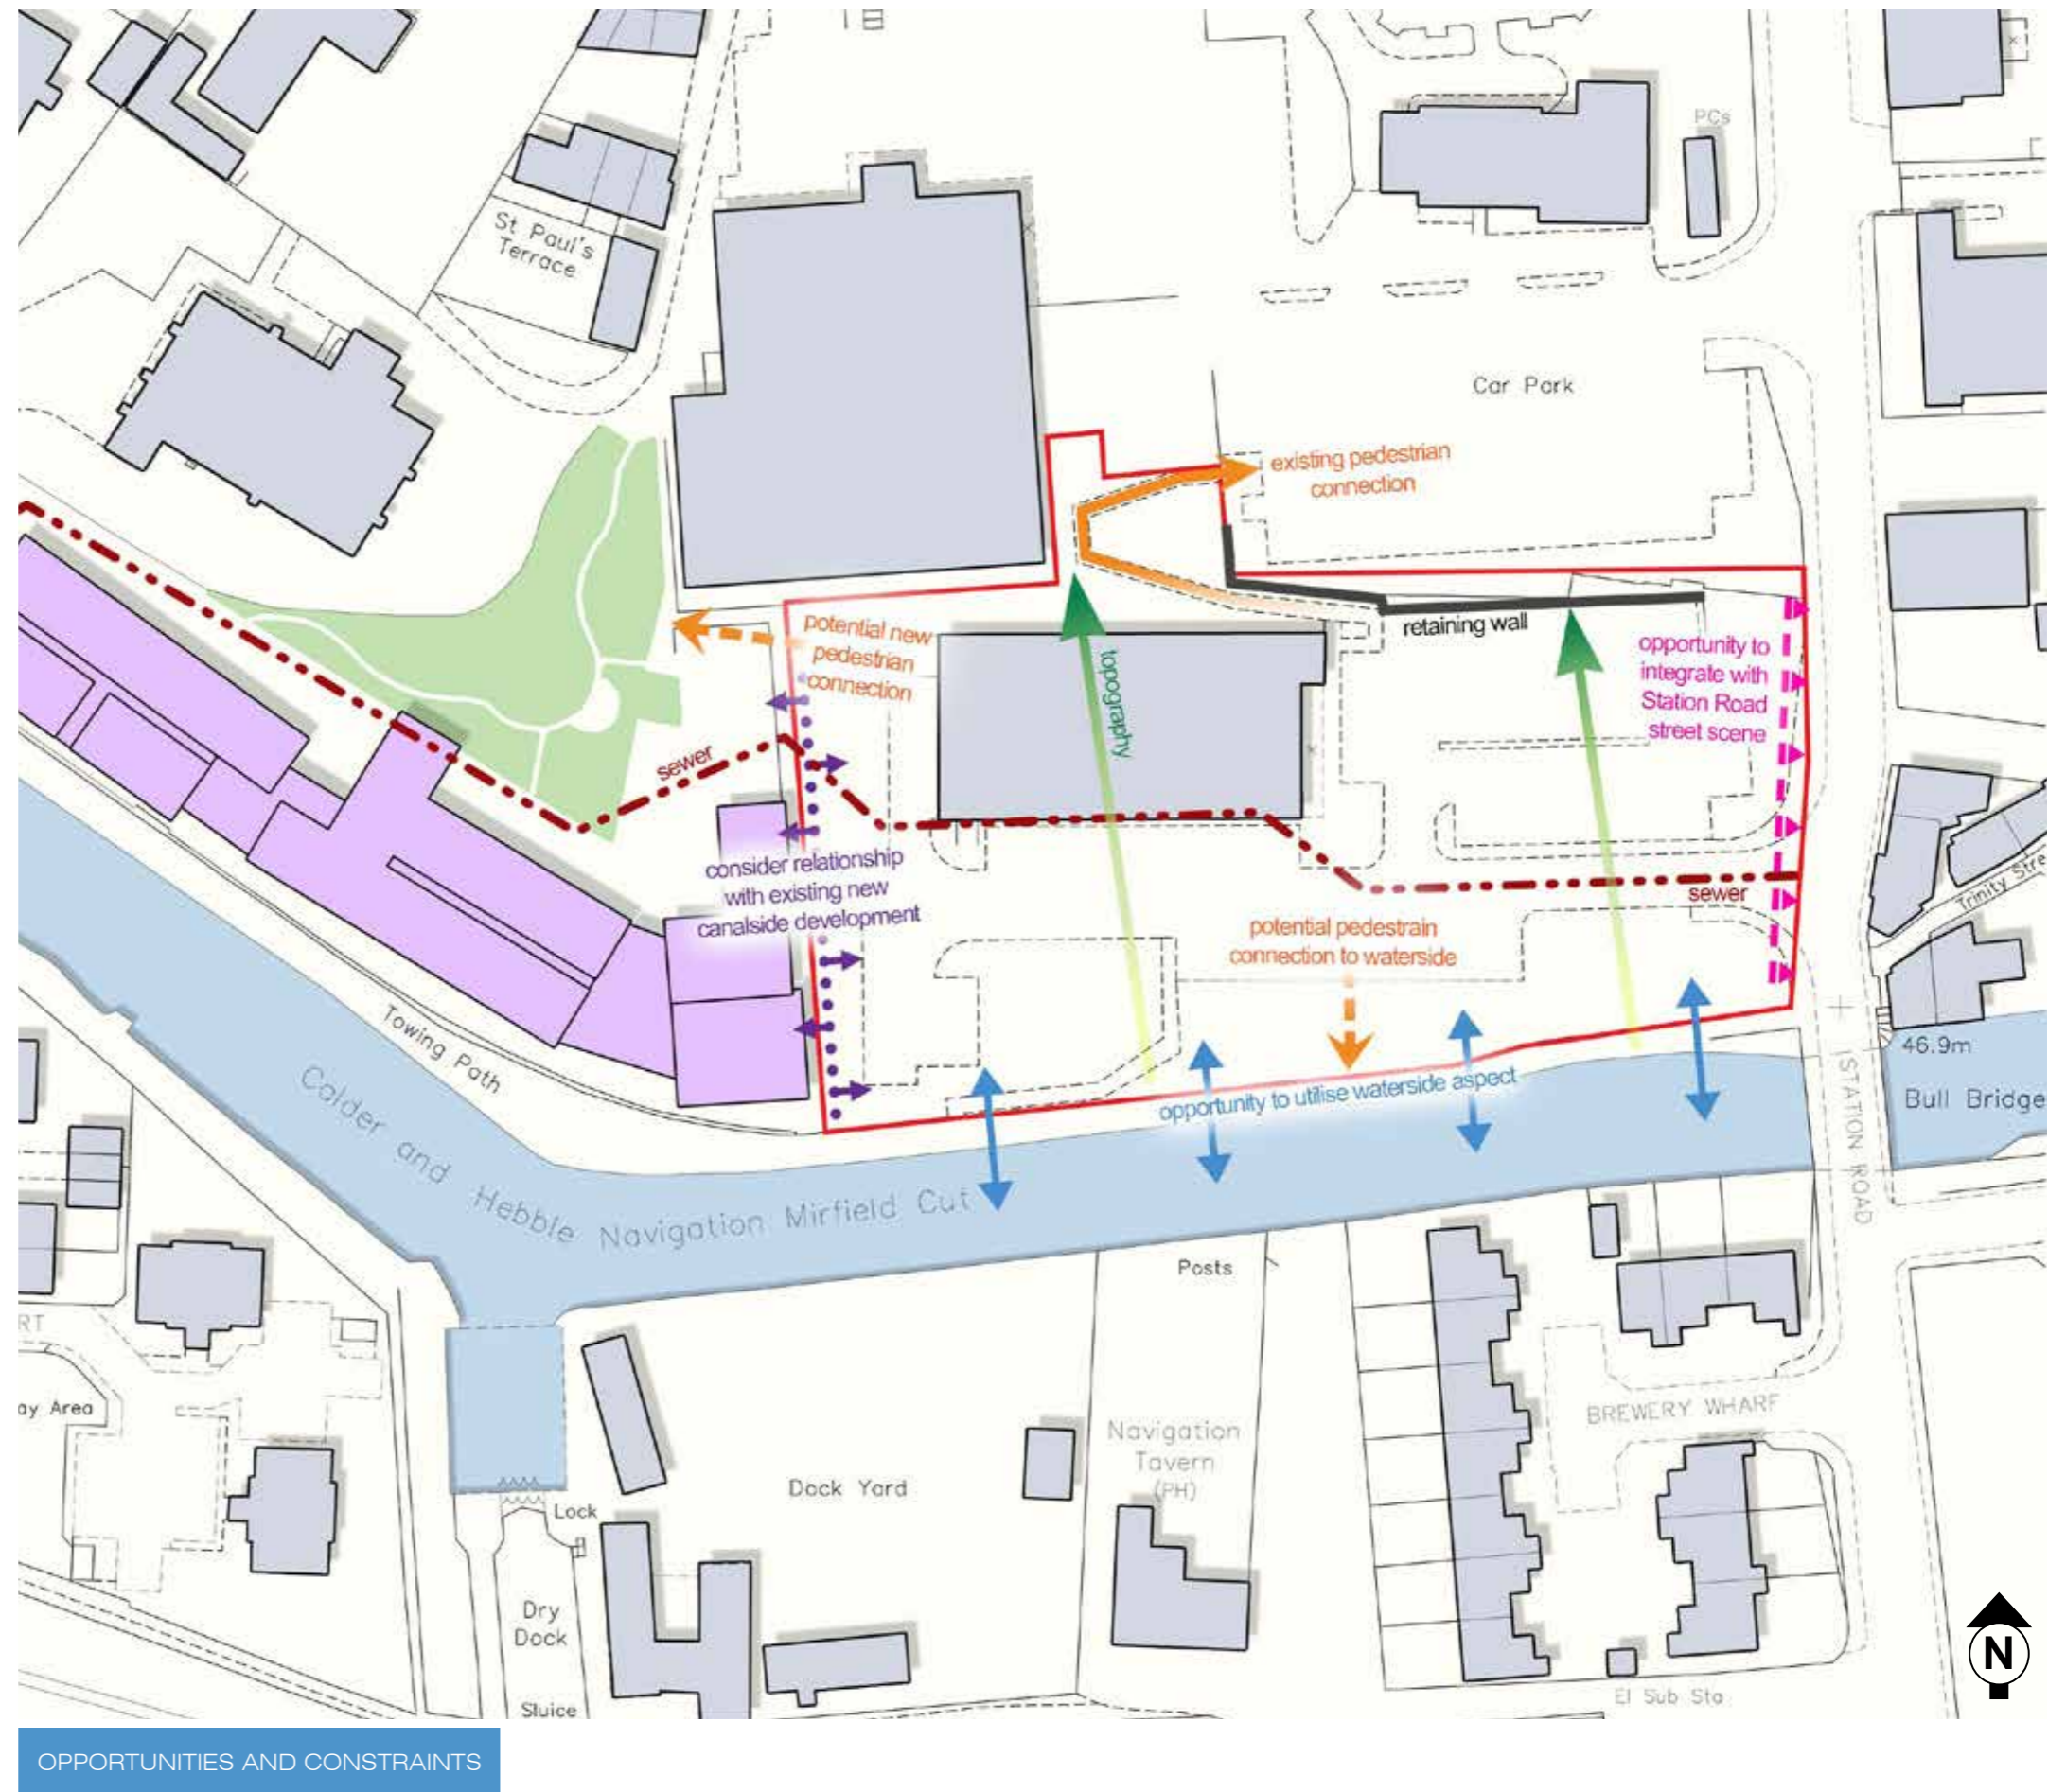 PCs
St Paul's
Terrace
Car Park
existing pedestrian
connection
potential new
pedestrian
connection
retaining wall
topography
opportunity to
integrate with
Station Road
street scene
sewer
consider relationship
with existing new
canalside development
sewer
potential pedestrain
connection to waterside
Trinity Stre
Towing Path
46.9m
Bull Bridge
STATION ROAD
opportunity to utilise waterside aspect
Calder and Hebble Navigation Mirfield Cut
Posts
RT
ay Area
BREWERY WHARF
Navigation
Tavern
(PH)
Dock Yard
Lock
Dry
Dock
Sluice
El Sub Sta
N
OPPORTUNITIES AND CONSTRAINTS